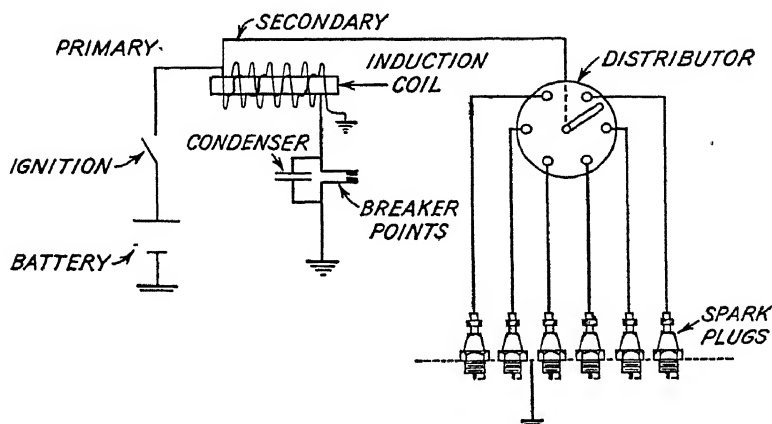 SECONDARY
PRIMARY
INDUCTION
COIL
DISTRIBUTOR
CONDENSER
IGNITION
BREAKER
POINTS
BATTERY
SPARK
PLUGS